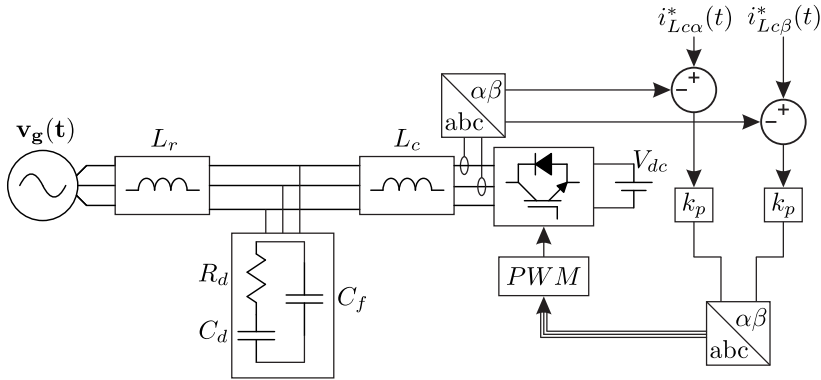 i*Lcα(t) i*Lcβ(t)
vg(t)
Lr
Lc
αβ
abc
− +
− +
Vdc
kp kp
PWM
Rd
Cd
Cf
αβ
abc